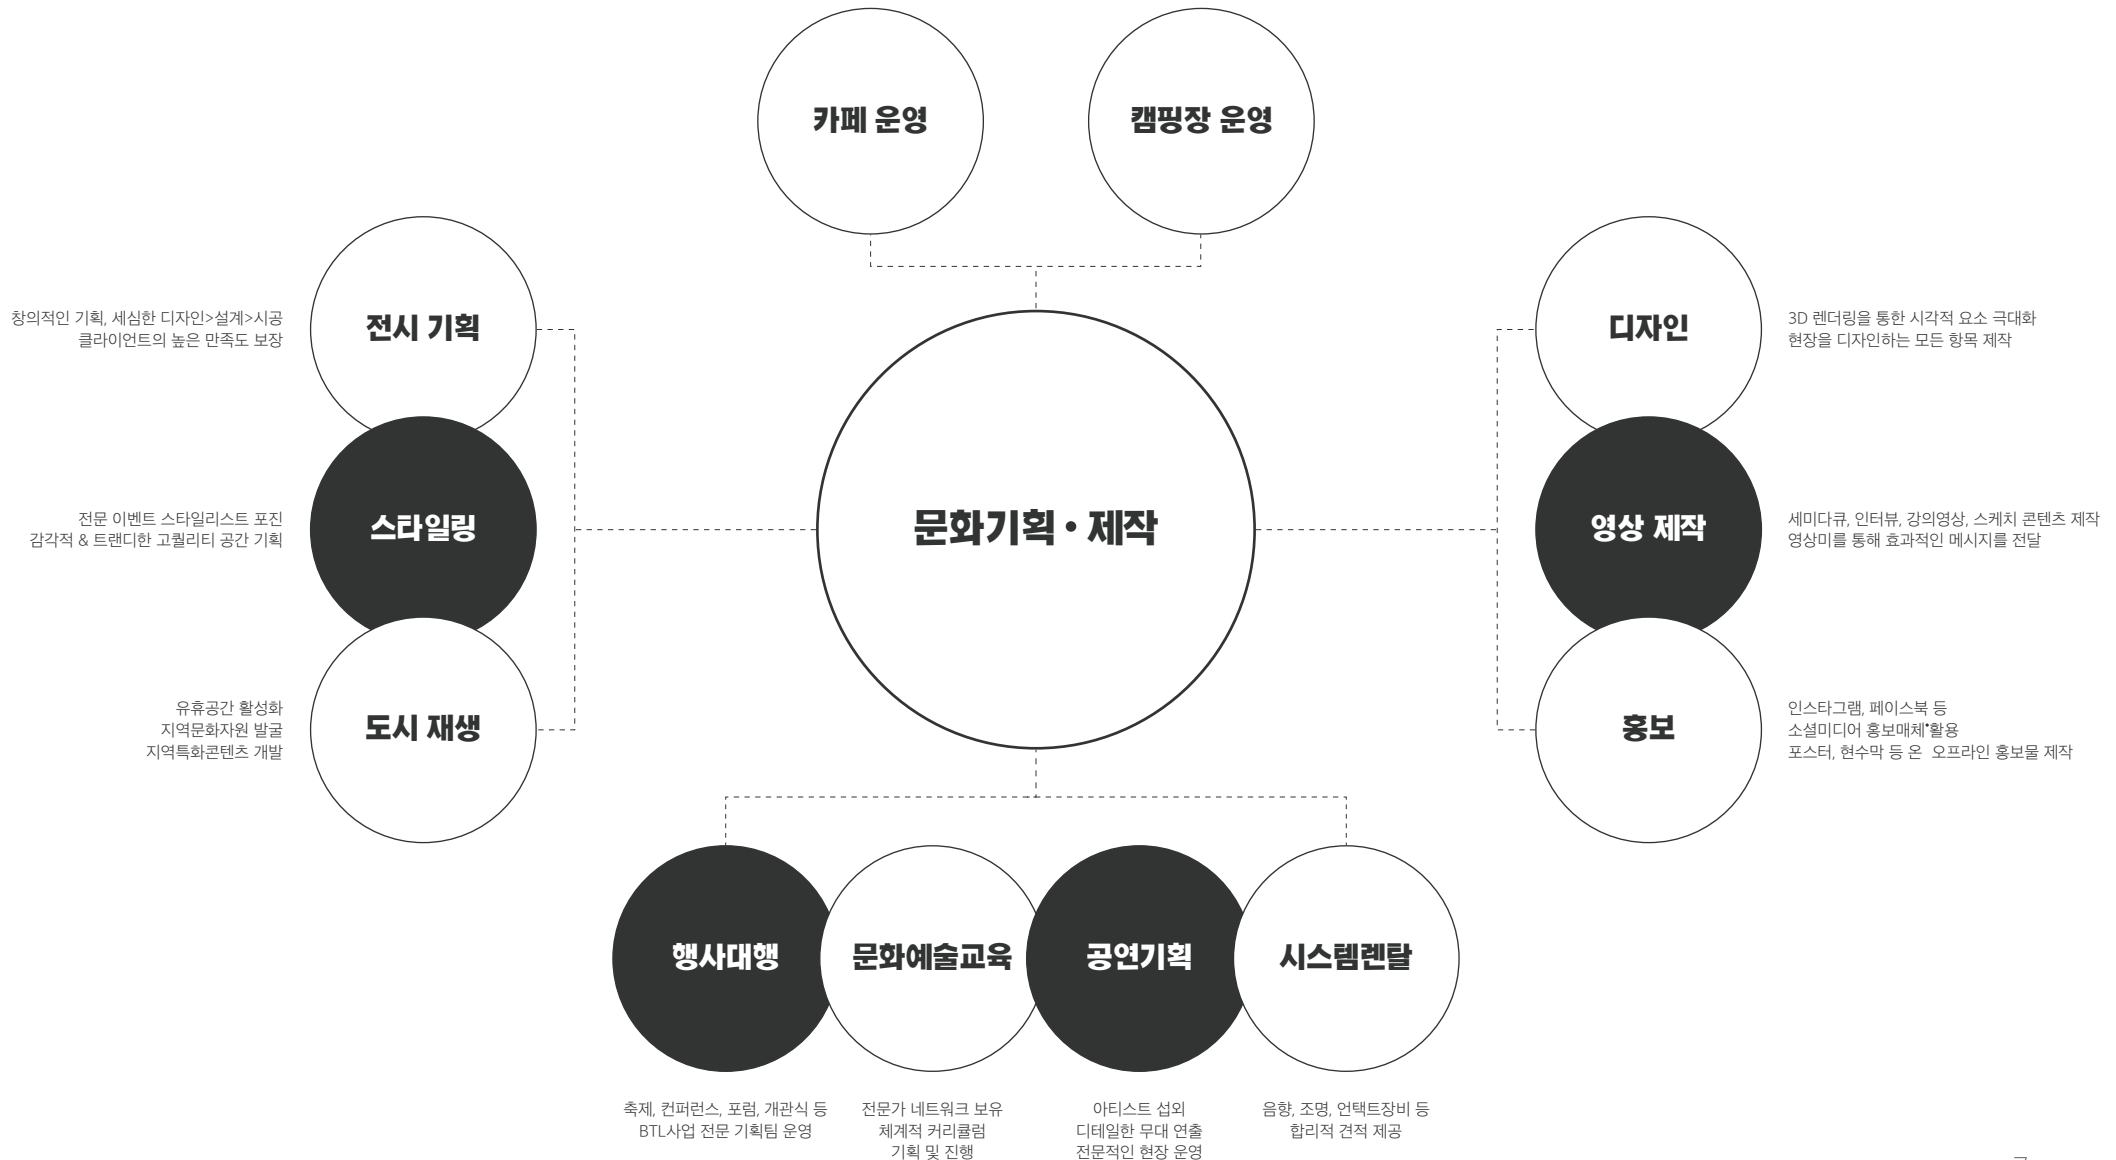 카페 운영
캠핑장 운영
전시 기획
창의적인 기획, 세심한 디자인>설계>시공
클라이언트의 높은 만족도 보장
스타일링
전문 이벤트 스타일리스트 포진
감각적 & 트랜디한 고퀄리티 공간 기획
도시 재생
유휴공간 활성화
지역문화자원 발굴
지역특화콘텐츠 개발
문화기획 • 제작
디자인
3D 렌더링을 통한 시각적 요소 극대화
현장을 디자인하는 모든 항목 제작
영상 제작
세미다큐, 인터뷰, 강의영상, 스케치 콘텐츠 제작
영상미를 통해 효과적인 메시지를 전달
홍보
인스타그램, 페이스북 등
소셜미디어 홍보매체•활용
포스터, 현수막 등 온 오프라인 홍보물 제작
행사대행
축제, 컨퍼런스, 포럼, 개관식 등
BTL사업 전문 기획팀 운영
문화예술교육
전문가 네트워크 보유
체계적 커리큘럼
기획 및 진행
공연기획
아티스트 섭외
디테일한 무대 연출
전문적인 현장 운영
시스템렌탈
음향, 조명, 언택트장비 등
합리적 견적 제공